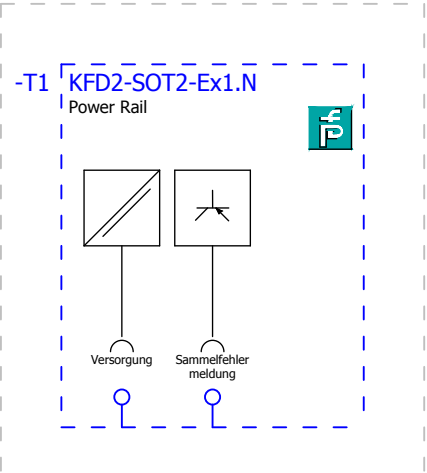 -T1 KFD2-SOT2-Ex1.N
Power Rail
Versorgung
Sammelfehler
meldung